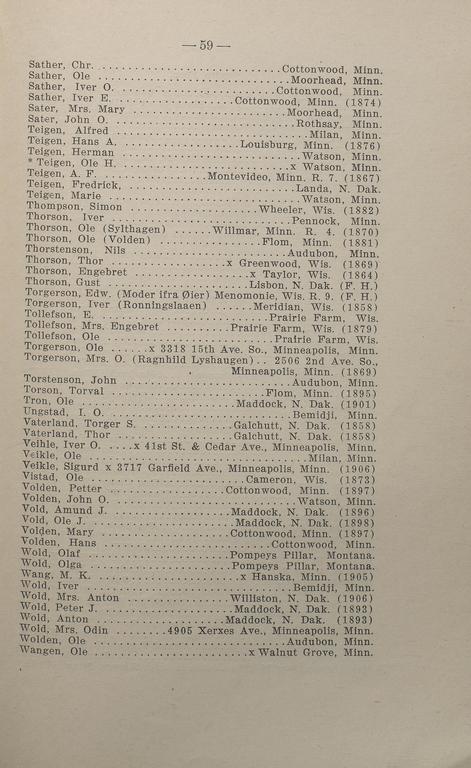 — 59 —
Sather, Chr. ............................Cottonwood, Minn.
Sather, Ole ..............................Moorhead, Minn.
Sather, Iver O. ..........................Cottonwood, Minn.
Sather, Iver E. ....................Cottonwood, Minn. (1874)
Sater, Mrs. Mary ........................Moorhead, Minn.
Sater, John O. ............................Rothsay, Minn.
Teigen, Alfred ..............................Milan, Minn.
Teigen, Hans A. ...................Louisburg, Minn. (1876)
Teigen, Herman ............................Watson, Minn.
* Teigen, Ole H. ..........................x Watson, Minn.
Teigen, A. F. ................Montevideo, Minn. R. 7. (1867)
Teigen, Fredrick, ..........................Landa, N. Dak.
Teigen, Marie ..............................Watson, Minn.
Thompson, Simon ....................Wheeler, Wis. (1882)
Thorson, Iver ............................Pennock, Minn.
Thorson, Ole (Sylthagen) ......Willmar, Minn. R. 4. (1870)
Thorson, Ole (Volden) ................Flom, Minn. (1881)
Thorstenson, Nils ........................Audubon, Minn.
Thorson, Thor ..................x Greenwood, Wis. (1869)
Thorson, Engebret ..................x Taylor, Wis. (1864)
Thorson, Gust ......................Lisbon, N. Dak. (F. H.)
Torgerson, Edw. (Moder ifra Øier) Menomonie, Wis. R. 9. (F. H.)
Torgerson, Iver (Ronningslaaen) ......Meridian, Wis. (1858)
Tollefson, E. ..........................Prairie Farm, Wis.
Tollefson, Mrs. Engebret ..........Prairie Farm, Wis. (1879)
Tollefson, Ole ..........................Prairie Farm, Wis.
Torgerson, Ole ......x 3318 15th Ave. So., Minneapolis, Minn.
Torgerson, Mrs. O. (Ragnhild Lyshaugen).. 2506 2nd Ave. So.,
Minneapolis, Minn. (1869)
Torstenson, John ........................Audubon, Minn.
Torson, Torval ........................Flom, Minn. (1895)
Tron, Ole ..........................Maddock, N. Dak. (1901)
Ungstad, I. O. ............................Bemidji, Minn.
Vaterland, Torger S. ..............Galchutt, N. Dak. (1858)
Vaterland, Thor ....................Galchutt, N. Dak. (1858)
Veihle, Iver O. ....x 41st St. & Cedar Ave., Minneapolis, Minn.
Veikle, Ole ................................Milan, Minn.
Veikle, Sigurd x 3717 Garfield Ave., Minneapolis, Minn. (1906)
Vistad, Ole ..........................Cameron, Wis. (1873)
Volden, Petter ....................Cottonwood, Minn. (1897)
Volden, John O. ............................Watson, Minn.
Vold, Amund J. ....................Maddock, N. Dak. (1896)
Vold, Ole J. ........................Maddock, N. Dak. (1898)
Volden, Mary ......................Cottonwood, Minn. (1897)
Volden, Hans ............................Cottonwood, Minn.
Wold, Olaf ........................Pompeys Pillar, Montana.
Wold, Olga ........................Pompeys Pillar, Montana.
Wang, M. K. ........................x Hanska, Minn. (1905)
Wold, Iver ................................Bemidji, Minn.
Wold, Mrs. Anton ..................Williston, N. Dak. (1906)
Wold, Peter J. ......................Maddock, N. Dak. (1893)
Wold, Anton ........................Maddock, N. Dak. (1893)
Wold, Mrs. Odin ........4905 Xerxes Ave., Minneapolis, Minn.
Wolden, Ole ..............................Audubon, Minn.
Wangen, Ole ........................x Walnut Grove, Minn.